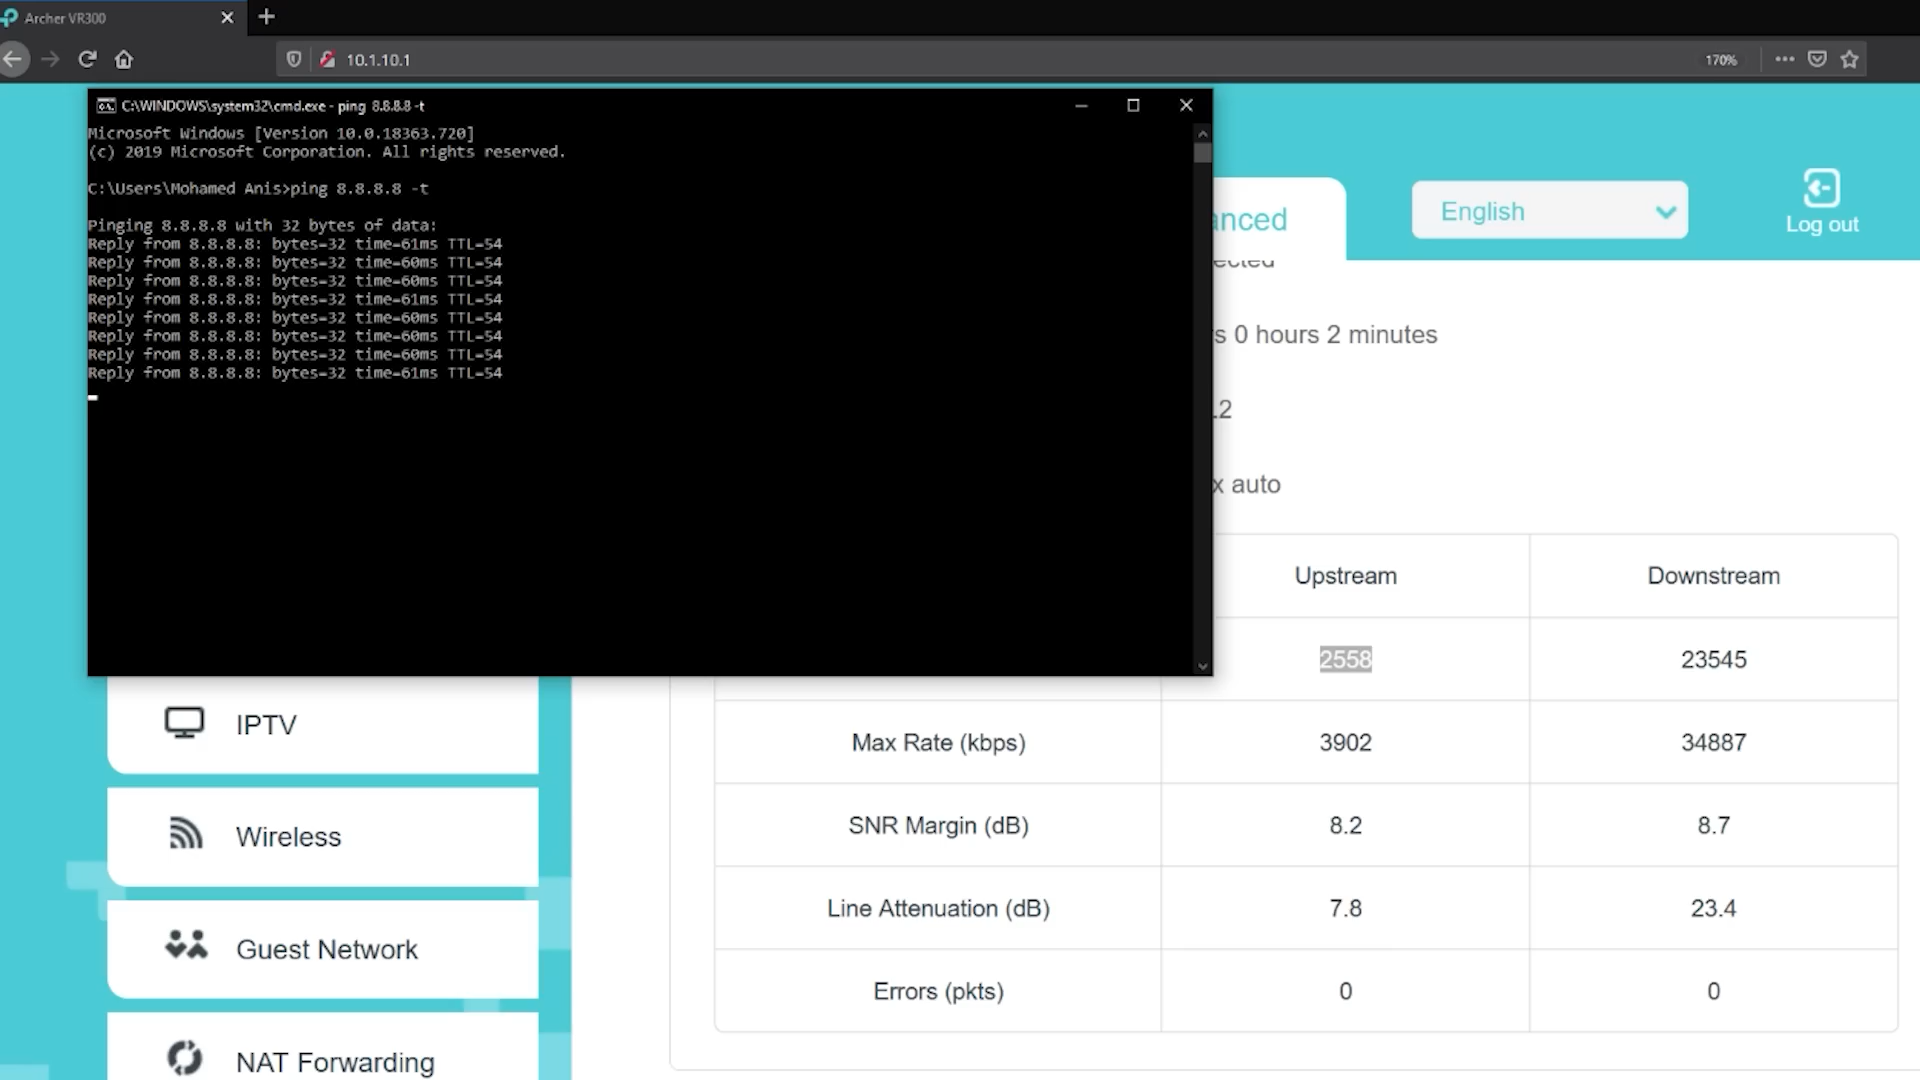 Archer VR300
10.1.10.1
170%
C:\WINDOWS\system32\cmd.exe - ping 8.8.8.8 -t
Microsoft Windows [Version 10.0.18363.720]
(c) 2019 Microsoft Corporation. All rights reserved.
C:\Users\Mohamed Anis>ping 8.8.8.8 -t
Pinging 8.8.8.8 with 32 bytes of data:
Reply from 8.8.8.8: bytes=32 time=61ms TTL=54
Reply from 8.8.8.8: bytes=32 time=60ms TTL=54
Reply from 8.8.8.8: bytes=32 time=60ms TTL=54
Reply from 8.8.8.8: bytes=32 time=61ms TTL=54
Reply from 8.8.8.8: bytes=32 time=60ms TTL=54
Reply from 8.8.8.8: bytes=32 time=60ms TTL=54
Reply from 8.8.8.8: bytes=32 time=60ms TTL=54
Reply from 8.8.8.8: bytes=32 time=61ms TTL=54
anced
English
Log out
ected
s 0 hours 2 minutes
.2
x auto
Upstream Downstream
2558 23545
Max Rate (kbps) 3902 34887
SNR Margin (dB) 8.2 8.7
Line Attenuation (dB) 7.8 23.4
Errors (pkts) 0 0
IPTV
Wireless
Guest Network
NAT Forwarding